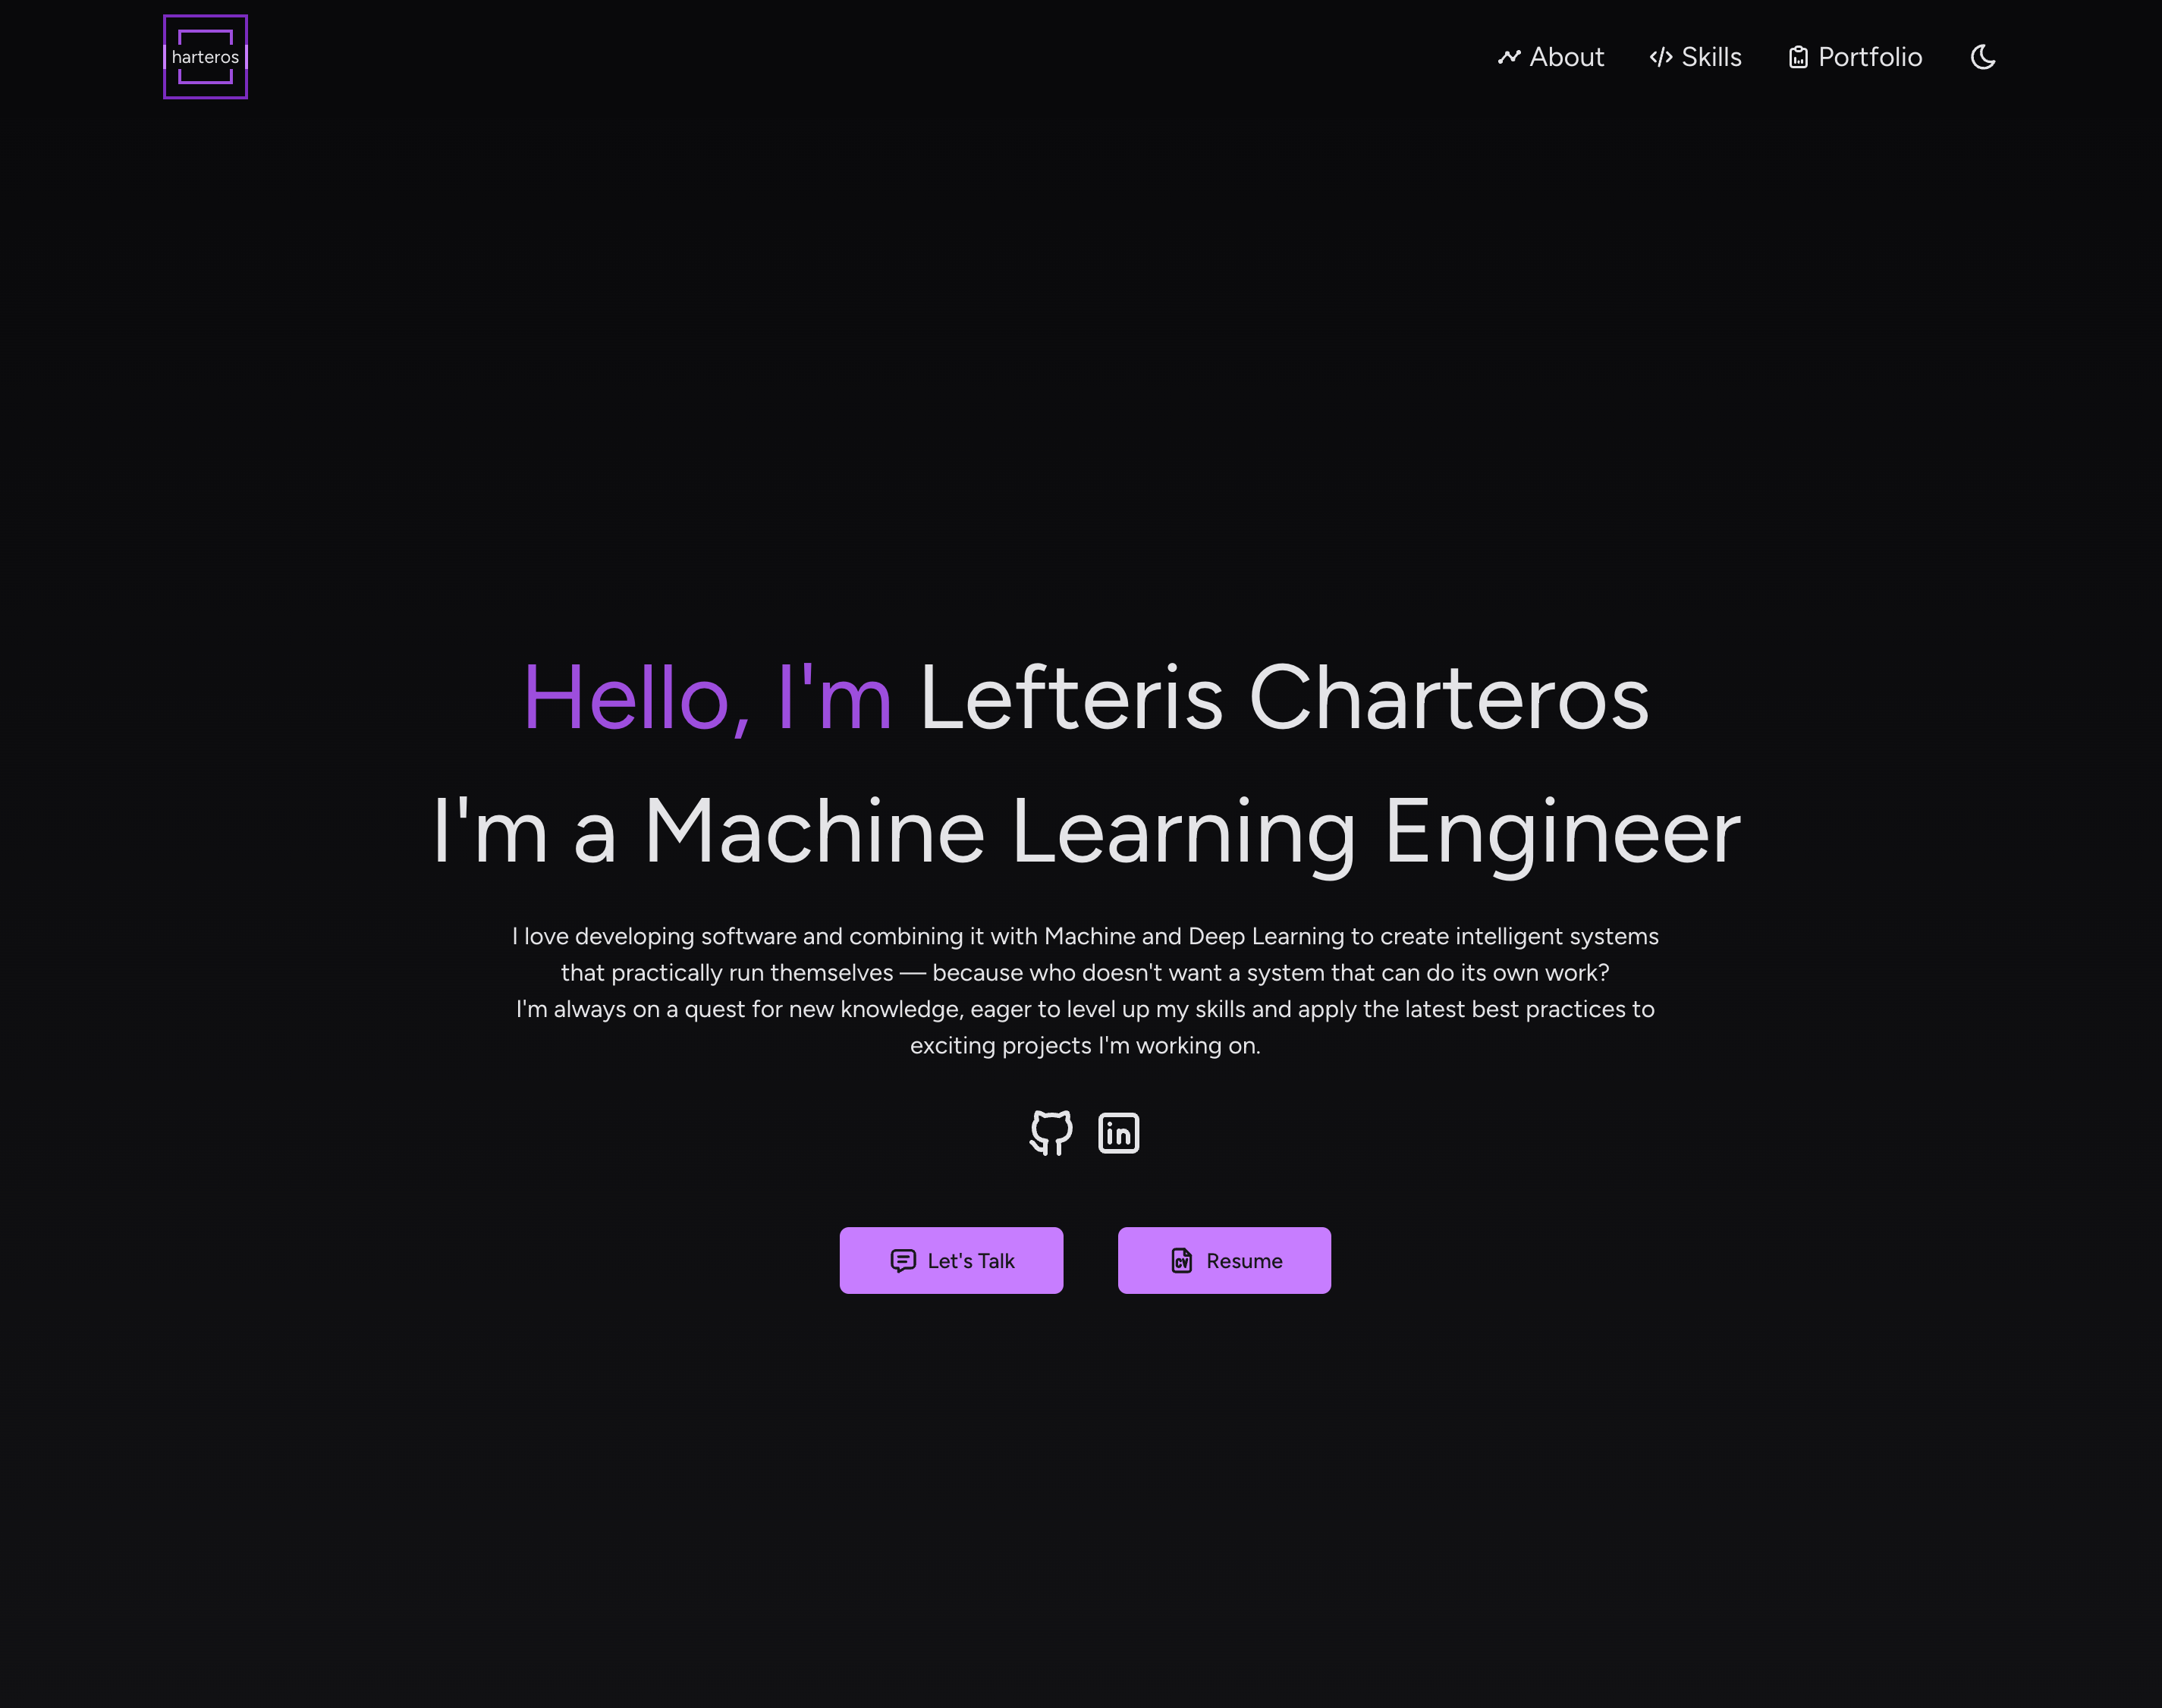 harteros
About
Skills
Portfolio
Hello, I'm Lefteris Charteros
I'm a Machine Learning Engineer
I love developing software and combining it with Machine and Deep Learning to create intelligent systems
that practically run themselves — because who doesn't want a system that can do its own work?
I'm always on a quest for new knowledge, eager to level up my skills and apply the latest best practices to
exciting projects I'm working on.
in
Let's Talk
CV Resume